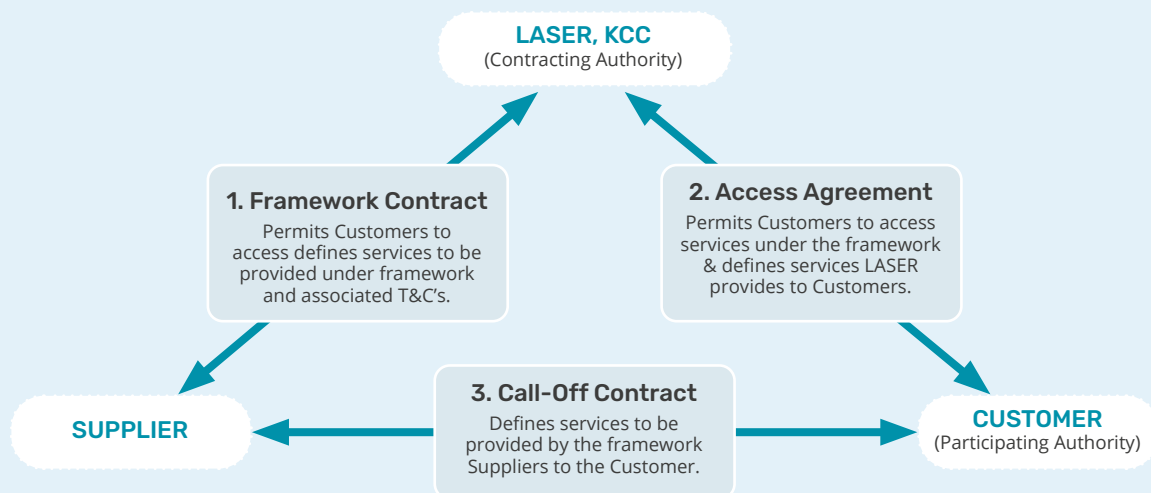 LASER, KCC
(Contracting Authority)
1. Framework Contract
Permits Customers to
access defines services to be
provided under framework
and associated T&C's.
2. Access Agreement
Permits Customers to access
services under the framework
& defines services LASER
provides to Customers.
3. Call-Off Contract
Defines services to be
provided by the framework
Suppliers to the Customer.
SUPPLIER
CUSTOMER
(Participating Authority)